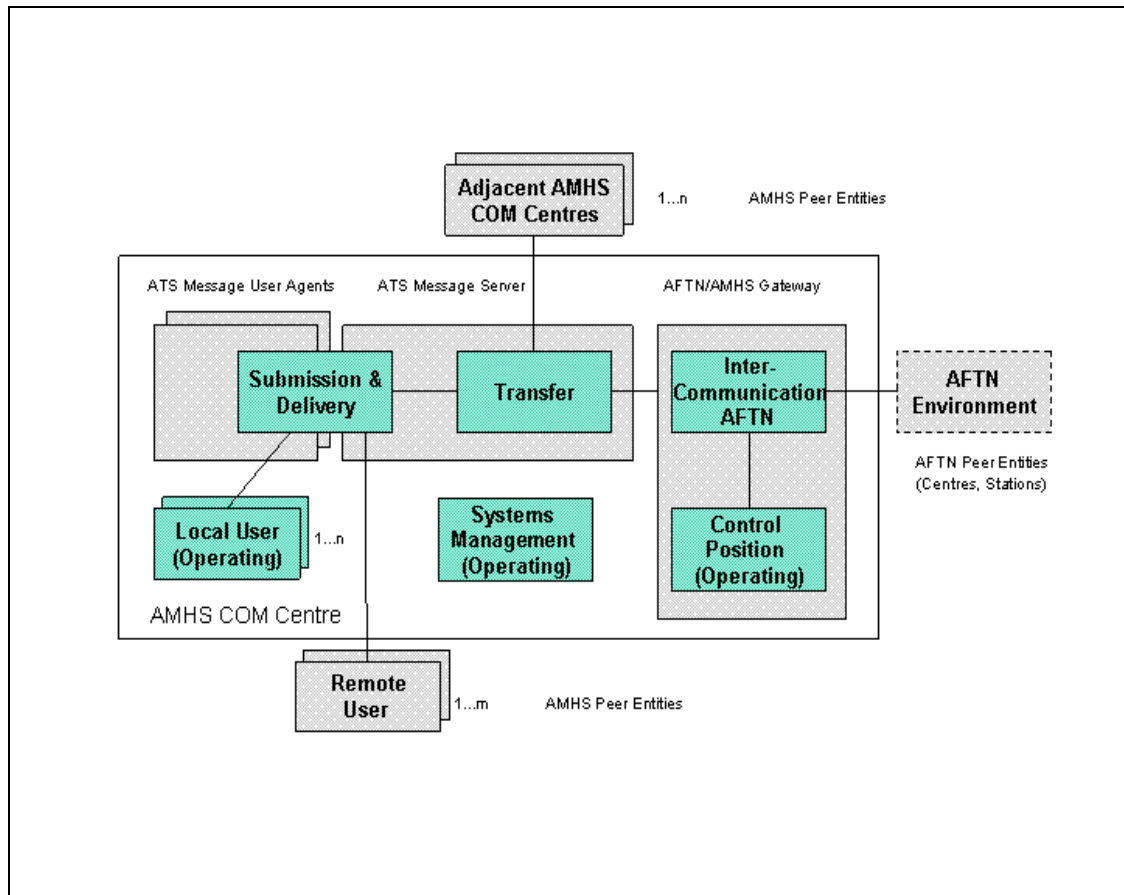 Adjacent AMHS
COM Centres
1...n
AMHS Peer Entities
ATS Message User Agents
ATS Message Server
AFTN/AMHS Gateway
Submission &
Delivery
Transfer
Inter-
Communication
AFTN
AFTN
Environment
AFTN Peer Entities
(Centres, Stations)
Local User
(Operating)
1...n
Systems
Management
(Operating)
Control
Position
(Operating)
AMHS COM Centre
Remote
User
1...m
AMHS Peer Entities